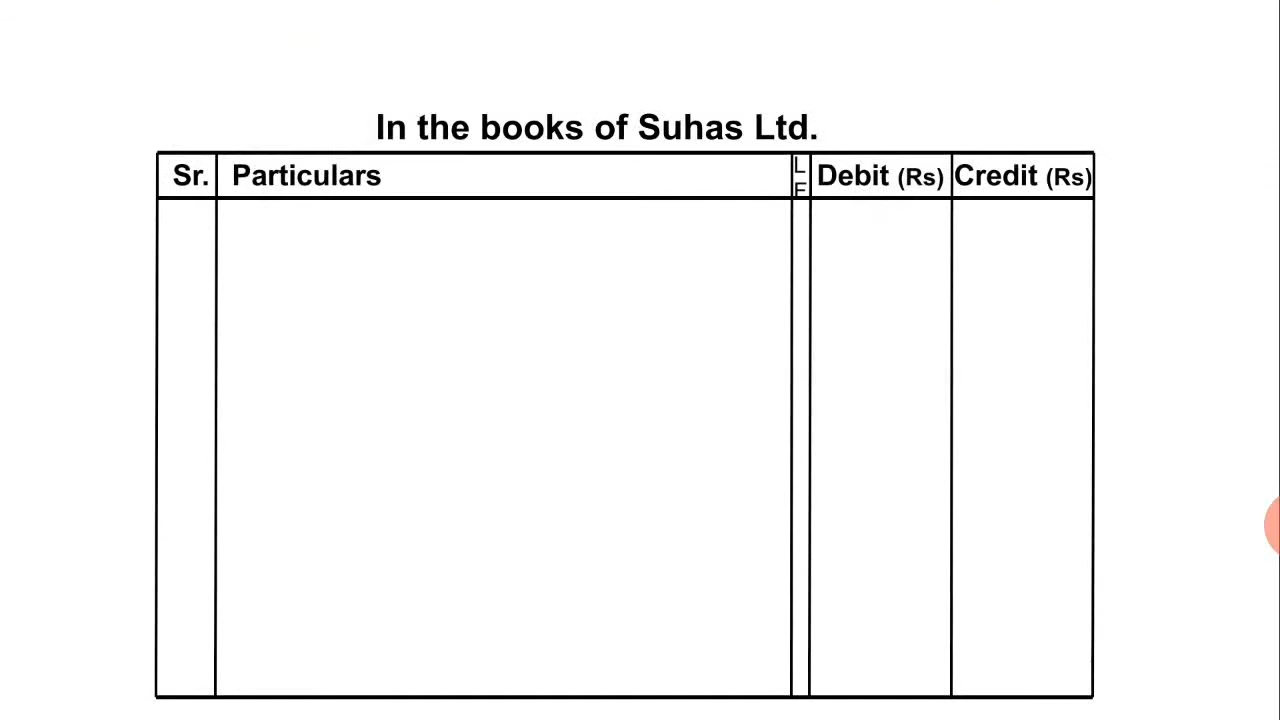 In the books of Suhas Ltd.
Sr. Particulars L F Debit (Rs) Credit (Rs)